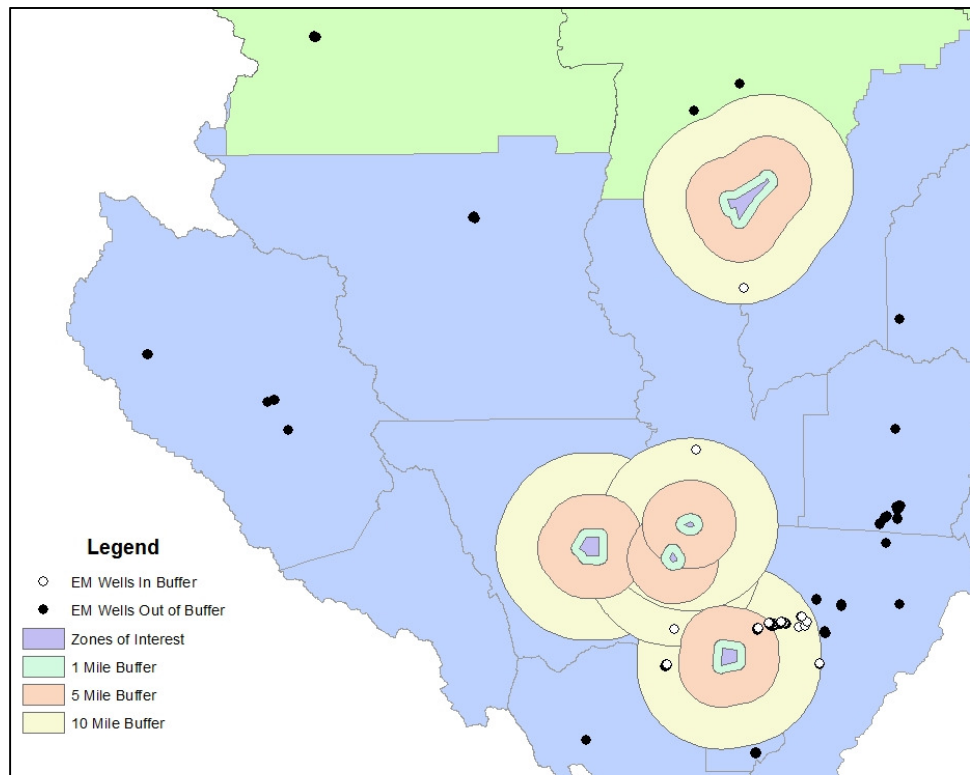 Legend
EM Wells In Buffer
EM Wells Out of Buffer
Zones of Interest
1 Mile Buffer
5 Mile Buffer
10 Mile Buffer